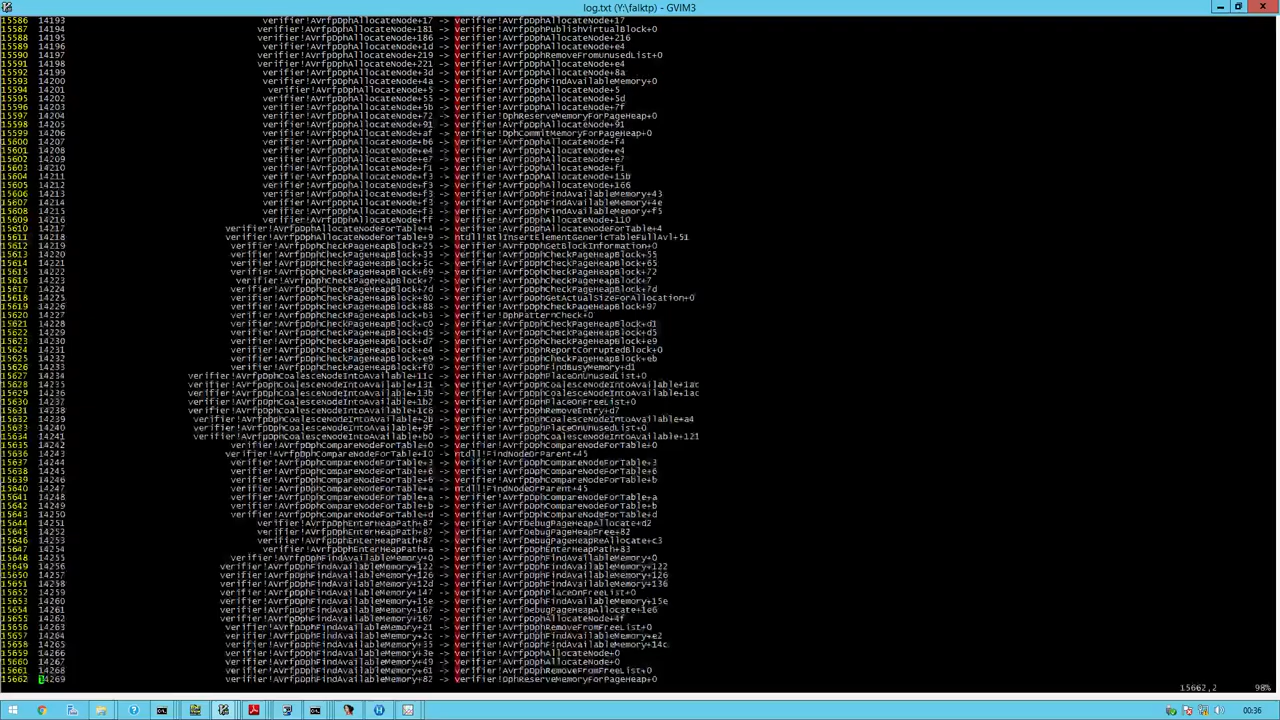 log.txt (Y:\falktp) - GVIM3
15586 14193 verifier!AVrfpDphAllocateNode+17 -> verifier!AVrfpDphAllocateNode+17
15587 14194 verifier!AVrfpDphAllocateNode+181 -> verifier!AVrfpDphPublishVirtualBlock+0
15588 14195 verifier!AVrfpDphAllocateNode+186 -> verifier!AVrfpDphAllocateNode+216
15589 14196 verifier!AVrfpDphAllocateNode+1d -> verifier!AVrfpDphAllocateNode+e4
15590 14197 verifier!AVrfpDphAllocateNode+219 -> verifier!AVrfpDphRemoveFromUnusedList+0
15591 14198 verifier!AVrfpDphAllocateNode+221 -> verifier!AVrfpDphAllocateNode+e4
15592 14199 verifier!AVrfpDphAllocateNode+3d -> verifier!AVrfpDphAllocateNode+8a
15593 14200 verifier!AVrfpDphAllocateNode+4a -> verifier!AVrfpDphFindAvailableMemory+0
15594 14201 verifier!AVrfpDphAllocateNode+5 -> verifier!AVrfpDphAllocateNode+5
15595 14202 verifier!AVrfpDphAllocateNode+55 -> verifier!AVrfpDphAllocateNode+5d
15596 14203 verifier!AVrfpDphAllocateNode+5b -> verifier!AVrfpDphAllocateNode+7f
15597 14204 verifier!AVrfpDphAllocateNode+72 -> verifier!DphReserveMemoryForPageHeap+0
15598 14205 verifier!AVrfpDphAllocateNode+91 -> verifier!AVrfpDphAllocateNode+91
15599 14206 verifier!AVrfpDphAllocateNode+af -> verifier!DphCommitMemoryForPageHeap+0
15600 14207 verifier!AVrfpDphAllocateNode+b6 -> verifier!AVrfpDphAllocateNode+f4
15601 14208 verifier!AVrfpDphAllocateNode+e4 -> verifier!AVrfpDphAllocateNode+e4
15602 14209 verifier!AVrfpDphAllocateNode+e7 -> verifier!AVrfpDphAllocateNode+e7
15603 14210 verifier!AVrfpDphAllocateNode+f1 -> verifier!AVrfpDphAllocateNode+f1
15604 14211 verifier!AVrfpDphAllocateNode+f3 -> verifier!AVrfpDphAllocateNode+15b
15605 14212 verifier!AVrfpDphAllocateNode+f3 -> verifier!AVrfpDphAllocateNode+166
15606 14213 verifier!AVrfpDphAllocateNode+f3 -> verifier!AVrfpDphFindAvailableMemory+43
15607 14214 verifier!AVrfpDphAllocateNode+f3 -> verifier!AVrfpDphFindAvailableMemory+4e
15608 14215 verifier!AVrfpDphAllocateNode+f3 -> verifier!AVrfpDphFindAvailableMemory+f5
15609 14216 verifier!AVrfpDphAllocateNode+ff -> verifier!AVrfpDphAllocateNode+110
15610 14217 verifier!AVrfpDphAllocateNodeForTable+4 -> verifier!AVrfpDphAllocateNodeForTable+4
15611 14218 verifier!AVrfpDphAllocateNodeForTable+9 -> ntdll!RtlInsertElementGenericTableFullAvl+51
15612 14219 verifier!AVrfpDphCheckPageHeapBlock+25 -> verifier!AVrfpDphGetBlockInformation+0
15613 14220 verifier!AVrfpDphCheckPageHeapBlock+35 -> verifier!AVrfpDphCheckPageHeapBlock+55
15614 14221 verifier!AVrfpDphCheckPageHeapBlock+5c -> verifier!AVrfpDphCheckPageHeapBlock+65
15615 14222 verifier!AVrfpDphCheckPageHeapBlock+69 -> verifier!AVrfpDphCheckPageHeapBlock+72
15616 14223 verifier!AVrfpDphCheckPageHeapBlock+7 -> verifier!AVrfpDphCheckPageHeapBlock+7
15617 14224 verifier!AVrfpDphCheckPageHeapBlock+7d -> verifier!AVrfpDphCheckPageHeapBlock+7d
15618 14225 verifier!AVrfpDphCheckPageHeapBlock+80 -> verifier!AVrfpDphGetActualSizeForAllocation+0
15619 14226 verifier!AVrfpDphCheckPageHeapBlock+88 -> verifier!AVrfpDphCheckPageHeapBlock+97
15620 14227 verifier!AVrfpDphCheckPageHeapBlock+b3 -> verifier!DphPatternCheck+0
15621 14228 verifier!AVrfpDphCheckPageHeapBlock+c0 -> verifier!AVrfpDphCheckPageHeapBlock+d1
15622 14229 verifier!AVrfpDphCheckPageHeapBlock+d5 -> verifier!AVrfpDphCheckPageHeapBlock+d5
15623 14230 verifier!AVrfpDphCheckPageHeapBlock+d7 -> verifier!AVrfpDphCheckPageHeapBlock+e9
15624 14231 verifier!AVrfpDphCheckPageHeapBlock+e4 -> verifier!AVrfpDphReportCorruptedBlock+0
15625 14232 verifier!AVrfpDphCheckPageHeapBlock+e9 -> verifier!AVrfpDphCheckPageHeapBlock+eb
15626 14233 verifier!AVrfpDphCheckPageHeapBlock+f0 -> verifier!AVrfpDphFindBusyMemory+d1
15627 14234 verifier!AVrfpDphCoalesceNodeIntoAvailable+11c -> verifier!AVrfpDphPlaceOnUnusedList+0
15628 14235 verifier!AVrfpDphCoalesceNodeIntoAvailable+131 -> verifier!AVrfpDphCoalesceNodeIntoAvailable+1ac
15629 14236 verifier!AVrfpDphCoalesceNodeIntoAvailable+13b -> verifier!AVrfpDphCoalesceNodeIntoAvailable+1ac
15630 14237 verifier!AVrfpDphCoalesceNodeIntoAvailable+1b2 -> verifier!AVrfpDphPlaceOnFreeList+0
15631 14238 verifier!AVrfpDphCoalesceNodeIntoAvailable+1c6 -> verifier!AVrfpDphRemoveEntry+d7
15632 14239 verifier!AVrfpDphCoalesceNodeIntoAvailable+2b -> verifier!AVrfpDphCoalesceNodeIntoAvailable+a4
15633 14240 verifier!AVrfpDphCoalesceNodeIntoAvailable+9f -> verifier!AVrfpDphPlaceOnUnusedList+0
15634 14241 verifier!AVrfpDphCoalesceNodeIntoAvailable+b0 -> verifier!AVrfpDphCoalesceNodeIntoAvailable+121
15635 14242 verifier!AVrfpDphCompareNodeForTable+0 -> verifier!AVrfpDphCompareNodeForTable+0
15636 14243 verifier!AVrfpDphCompareNodeForTable+10 -> ntdll!FindNodeOrParent+45
15637 14244 verifier!AVrfpDphCompareNodeForTable+3 -> verifier!AVrfpDphCompareNodeForTable+3
15638 14245 verifier!AVrfpDphCompareNodeForTable+6 -> verifier!AVrfpDphCompareNodeForTable+6
15639 14246 verifier!AVrfpDphCompareNodeForTable+6 -> verifier!AVrfpDphCompareNodeForTable+b
15640 14247 verifier!AVrfpDphCompareNodeForTable+a -> ntdll!FindNodeOrParent+45
15641 14248 verifier!AVrfpDphCompareNodeForTable+a -> verifier!AVrfpDphCompareNodeForTable+a
15642 14249 verifier!AVrfpDphCompareNodeForTable+b -> verifier!AVrfpDphCompareNodeForTable+b
15643 14250 verifier!AVrfpDphCompareNodeForTable+d -> verifier!AVrfpDphCompareNodeForTable+d
15644 14251 verifier!AVrfpDphEnterHeapPath+87 -> verifier!AVrfDebugPageHeapAllocate+d2
15645 14252 verifier!AVrfpDphEnterHeapPath+87 -> verifier!AVrfDebugPageHeapFree+82
15646 14253 verifier!AVrfpDphEnterHeapPath+87 -> verifier!AVrfDebugPageHeapReAllocate+c3
15647 14254 verifier!AVrfpDphEnterHeapPath+a -> verifier!AVrfpDphEnterHeapPath+83
15648 14255 verifier!AVrfpDphFindAvailableMemory+0 -> verifier!AVrfpDphFindAvailableMemory+0
15649 14256 verifier!AVrfpDphFindAvailableMemory+122 -> verifier!AVrfpDphFindAvailableMemory+122
15650 14257 verifier!AVrfpDphFindAvailableMemory+126 -> verifier!AVrfpDphFindAvailableMemory+126
15651 14258 verifier!AVrfpDphFindAvailableMemory+12d -> verifier!AVrfpDphFindAvailableMemory+136
15652 14259 verifier!AVrfpDphFindAvailableMemory+147 -> verifier!AVrfpDphPlaceOnFreeList+0
15653 14260 verifier!AVrfpDphFindAvailableMemory+15e -> verifier!AVrfpDphFindAvailableMemory+15e
15654 14261 verifier!AVrfpDphFindAvailableMemory+167 -> verifier!AVrfDebugPageHeapAllocate+1e6
15655 14262 verifier!AVrfpDphFindAvailableMemory+167 -> verifier!AVrfpDphAllocateNode+4f
15656 14263 verifier!AVrfpDphFindAvailableMemory+21 -> verifier!AVrfpDphRemoveFromFreeList+0
15657 14264 verifier!AVrfpDphFindAvailableMemory+2c -> verifier!AVrfpDphFindAvailableMemory+e2
15658 14265 verifier!AVrfpDphFindAvailableMemory+35 -> verifier!AVrfpDphFindAvailableMemory+14c
15659 14266 verifier!AVrfpDphFindAvailableMemory+3e -> verifier!AVrfpDphAllocateNode+0
15660 14267 verifier!AVrfpDphFindAvailableMemory+49 -> verifier!AVrfpDphAllocateNode+0
15661 14268 verifier!AVrfpDphFindAvailableMemory+61 -> verifier!AVrfpDphRemoveFromFreeList+0
15662 14269 verifier!AVrfpDphFindAvailableMemory+82 -> verifier!DphReserveMemoryForPageHeap+0
15662,2 98%
00:36